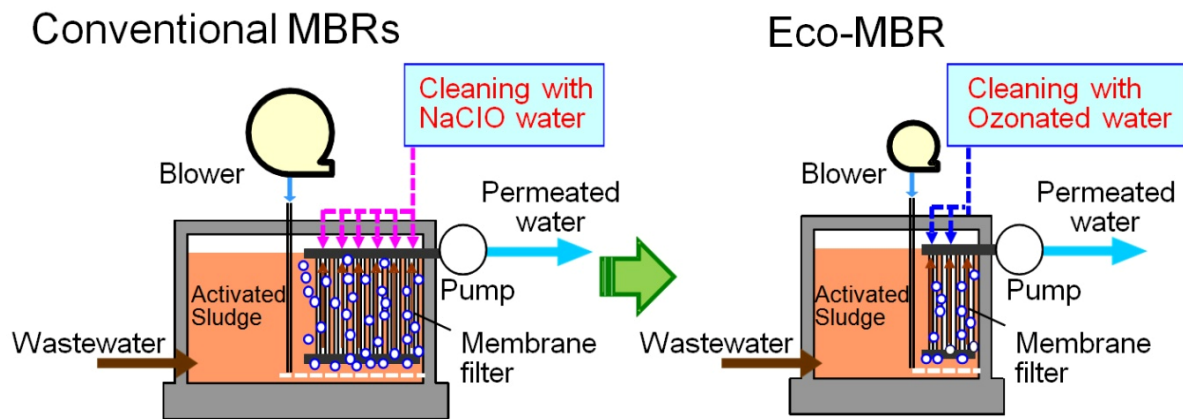 Conventional MBRs
Cleaning with
NaClO water
Blower
Permeated
water
Activated
Sludge
Pump
Wastewater
Membrane
filter
Eco-MBR
Cleaning with
Ozonated water
Blower
Permeated
water
Activated
Sludge
Pump
Wastewater
Membrane
filter